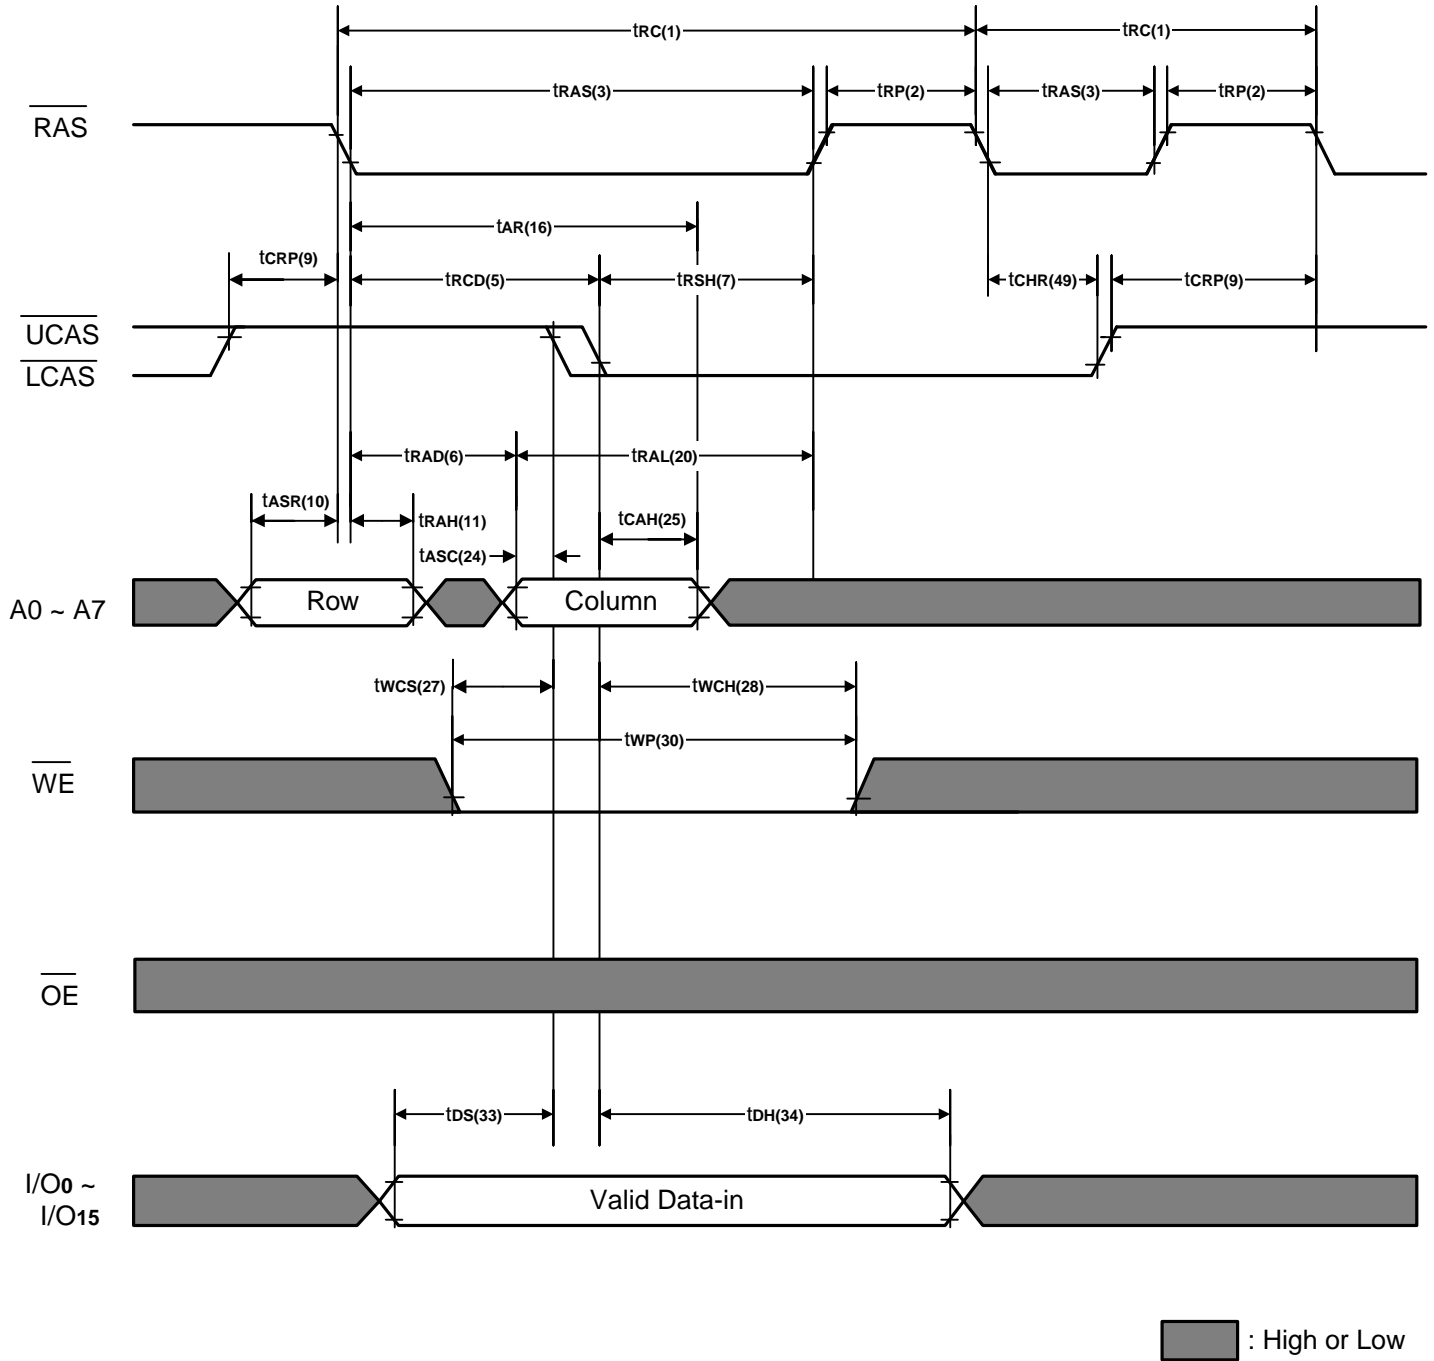 tRC(1) tRC(1)
tRAS(3) tRP(2) tRAS(3) tRP(2)
RAS
tAR(16)
tCRP(9) tRCD(5) tRSH(7) tCHR(49) tCRP(9)
UCAS
LCAS
tRAD(6) tRAL(20)
tASR(10) tRAH(11) tCAH(25)
tASC(24)
A0 ~ A7 Row Column
tWCS(27) tWCH(28)
tWP(30)
WE
OE
tDS(33) tDH(34)
I/O0 ~
I/O15
Valid Data-in
: High or Low